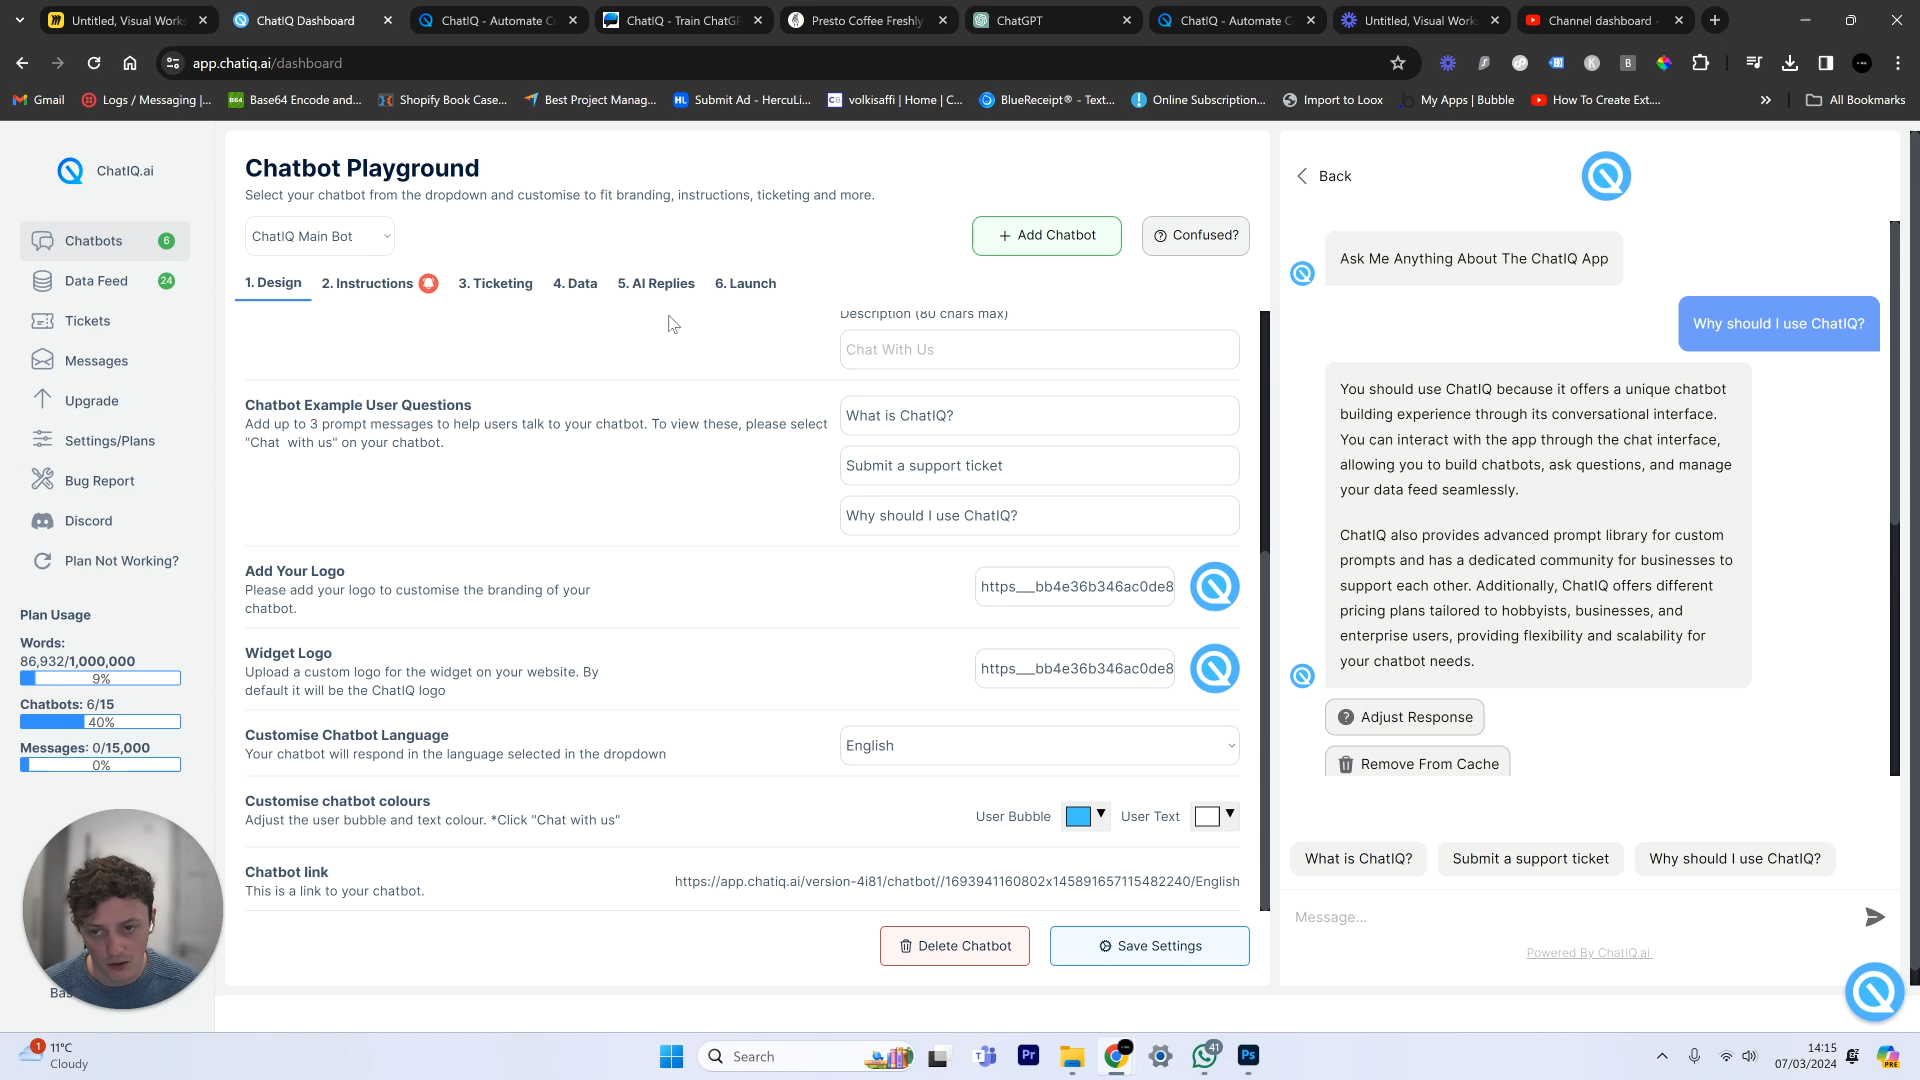 Untitled, Visual Works
ChatIQ Dashboard
ChatIQ - Automate C
ChatIQ - Train ChatGP
Presto Coffee Freshly
ChatGPT
ChatIQ - Automate C
Untitled, Visual Works
Channel dashboard -
app.chatiq.ai/dashboard
Gmail
Logs / Messaging |...
Base64 Encode and...
Shopify Book Case...
Best Project Manag...
Submit Ad - HercuLi...
volkisaffi | Home | C...
BlueReceipt® - Text...
Online Subscription...
Import to Loox
My Apps | Bubble
How To Create Ext....
All Bookmarks
ChatIQ.ai
Chatbots 6
Data Feed 24
Tickets
Messages
Upgrade
Settings/Plans
Bug Report
Discord
Plan Not Working?
Plan Usage
Words:
86,932/1,000,000
9%
Chatbots: 6/15
40%
Messages: 0/15,000
0%
Chatbot Playground
Select your chatbot from the dropdown and customise to fit branding, instructions, ticketing and more.
ChatIQ Main Bot
+ Add Chatbot
Confused?
1. Design
2. Instructions
3. Ticketing
4. Data
5. AI Replies
6. Launch
Description (80 chars max)
Chat With Us
Chatbot Example User Questions
Add up to 3 prompt messages to help users talk to your chatbot. To view these, please select
"Chat with us" on your chatbot.
What is ChatIQ?
Submit a support ticket
Why should I use ChatIQ?
Add Your Logo
Please add your logo to customise the branding of your
chatbot.
https___bb4e36b346ac0de8
Widget Logo
Upload a custom logo for the widget on your website. By
default it will be the ChatIQ logo
https___bb4e36b346ac0de8
Customise Chatbot Language
Your chatbot will respond in the language selected in the dropdown
English
Customise chatbot colours
Adjust the user bubble and text colour. *Click "Chat with us"
User Bubble
User Text
Chatbot link
This is a link to your chatbot.
https://app.chatiq.ai/version-4i81/chatbot//1693941160802x145891657115482240/English
Delete Chatbot
Save Settings
Back
Ask Me Anything About The ChatIQ App
Why should I use ChatIQ?
You should use ChatIQ because it offers a unique chatbot
building experience through its conversational interface.
You can interact with the app through the chat interface,
allowing you to build chatbots, ask questions, and manage
your data feed seamlessly.
ChatIQ also provides advanced prompt library for custom
prompts and has a dedicated community for businesses to
support each other. Additionally, ChatIQ offers different
pricing plans tailored to hobbyists, businesses, and
enterprise users, providing flexibility and scalability for
your chatbot needs.
Adjust Response
Remove From Cache
What is ChatIQ?
Submit a support ticket
Why should I use ChatIQ?
Message...
Powered By ChatIQ.ai
1
11°C
Cloudy
Search
Pr
41
Ps
14:15
07/03/2024
PRE